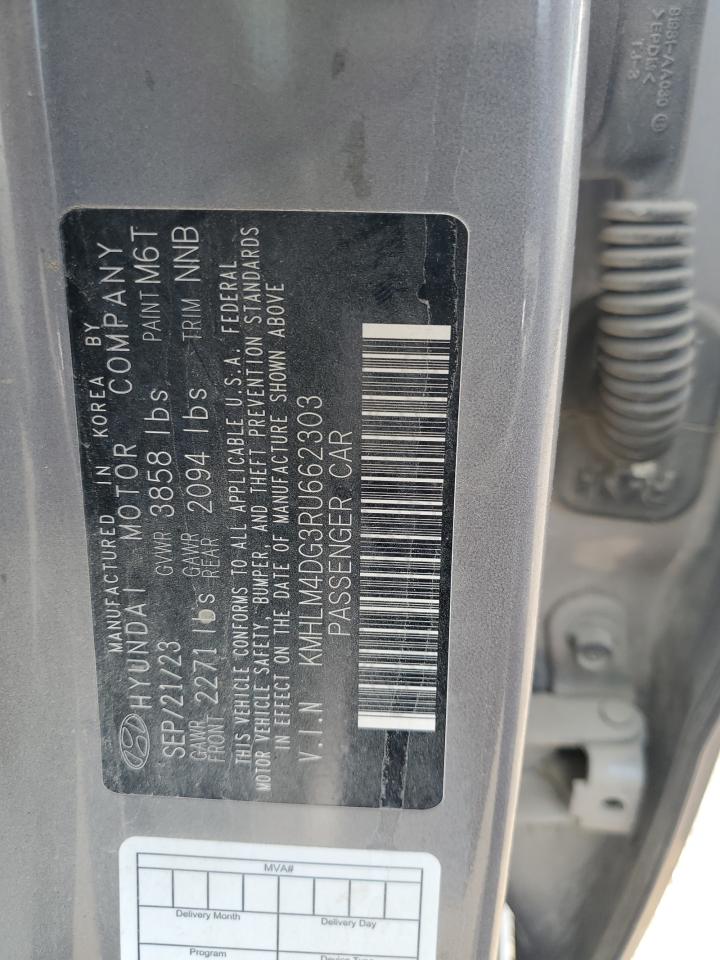 MANUFACTURED IN KOREA BY
HYUNDAI MOTOR COMPANY
SEP/21/23 GVWR 3858 lbs PAINT M6T
GAWR FRONT 2271 lbs GAWR REAR 2094 lbs TRIM NNB
THIS VEHICLE CONFORMS TO ALL APPLICABLE U.S.A. FEDERAL
MOTOR VEHICLE SAFETY, BUMPER, AND THEFT PREVENTION STANDARDS
IN EFFECT ON THE DATE OF MANUFACTURE SHOWN ABOVE
V.I.N KMHLM4DG3RU662303
PASSENGER CAR
MVA#
Delivery Month Delivery Day
Program
>EPDM<